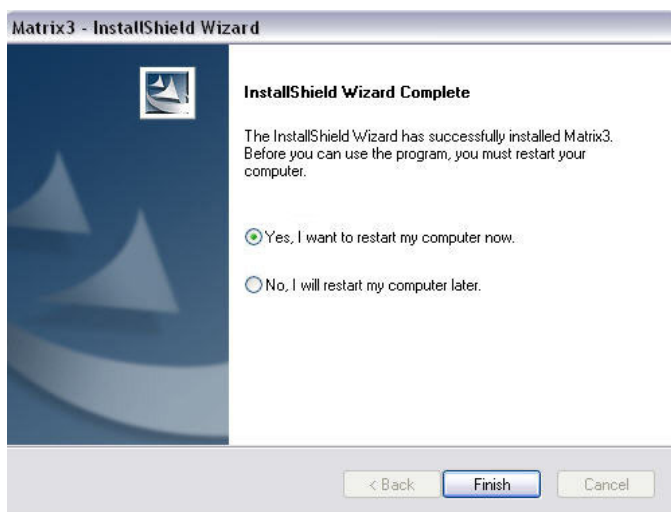 Matrix3 - InstallShield Wizard
InstallShield Wizard Complete
The InstallShield Wizard has successfully installed Matrix3.
Before you can use the program, you must restart your
computer.
Yes, I want to restart my computer now.
No, I will restart my computer later.
< Back Finish Cancel